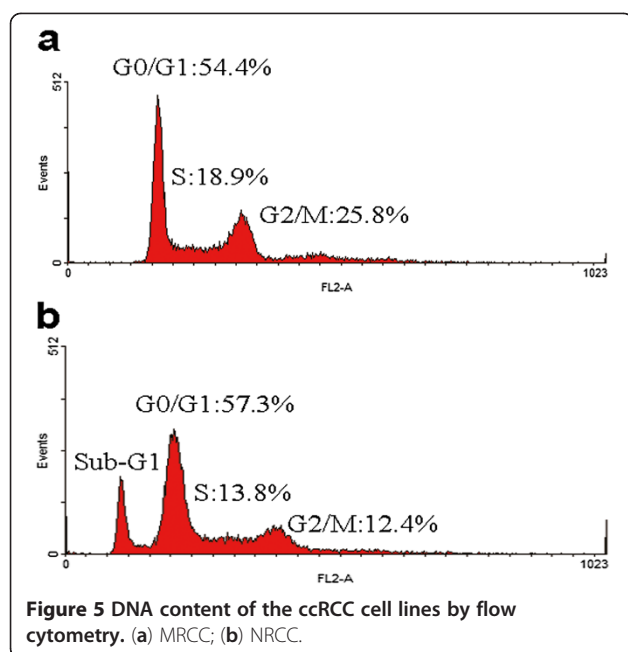 a
G0/G1:54.4%
512
S:18.9%
Events
G2/M:25.8%
0
0
1023
FL2-A
b
512
G0/G1:57.3%
Sub-G1
Events
S:13.8%
G2/M:12.4%
0
0
1023
FL2-A
Figure 5 DNA content of the ccRCC cell lines by flow
cytometry. (a) MRCC; (b) NRCC.